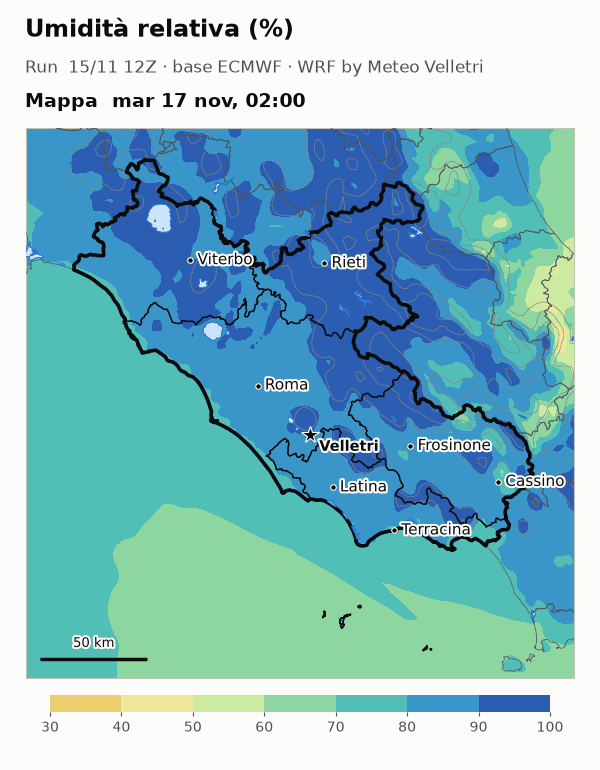 Umidità relativa (%)
Run  15/11 12Z · base ECMWF · WRF by Meteo Velletri
Mappa  mar 17 nov, 02:00
Viterbo
Rieti
Roma
Velletri
Frosinone
Latina
Cassino
Terracina
50 km
30 40 50 60 70 80 90 100